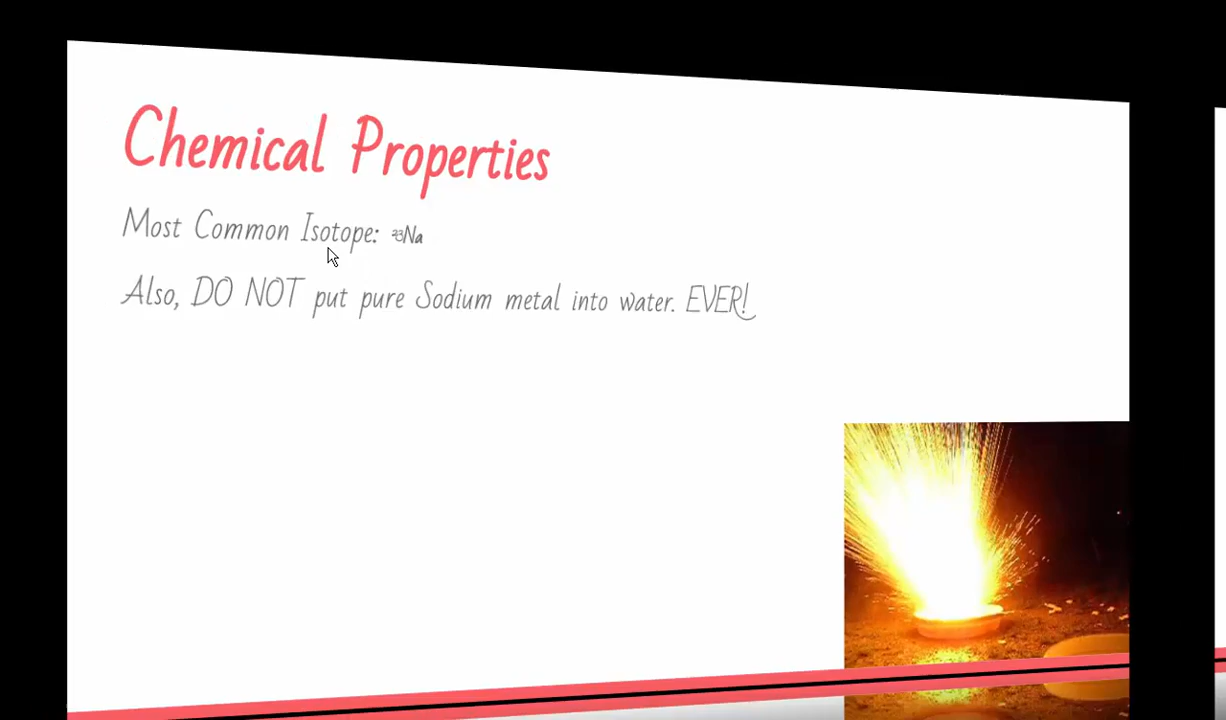 Chemical Properties
Most Common Isotope: ²³Na
Also, DO NOT put pure Sodium metal into water. EVER!